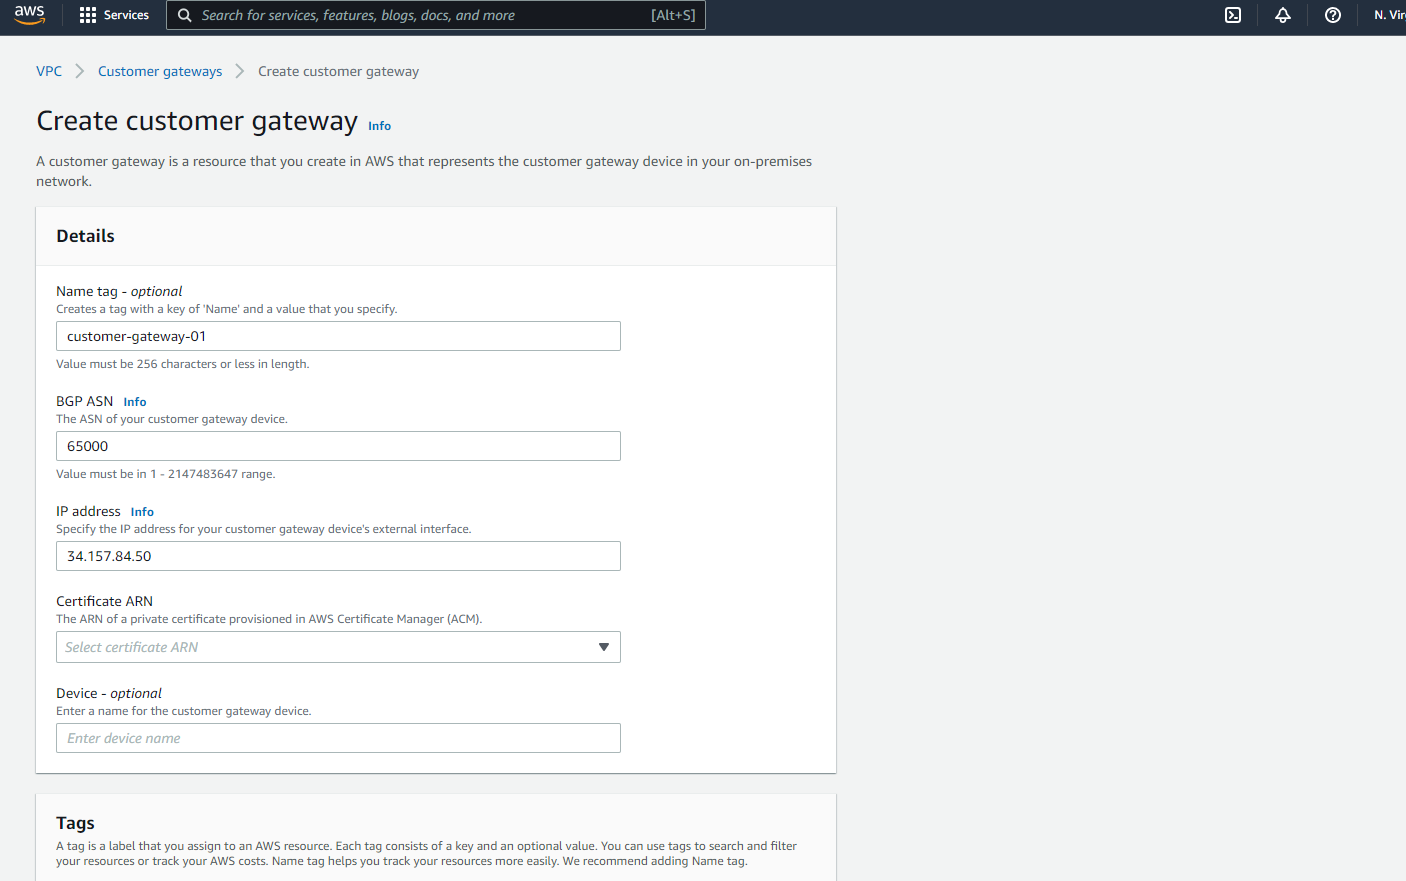 aws
Services
Search for services, features, blogs, docs, and more
[Alt+S]
N. Vir
VPC
Customer gateways
Create customer gateway
Create customer gateway Info
A customer gateway is a resource that you create in AWS that represents the customer gateway device in your on-premises
network.
Details
Name tag - optional
Creates a tag with a key of 'Name' and a value that you specify.
customer-gateway-01
Value must be 256 characters or less in length.
BGP ASN Info
The ASN of your customer gateway device.
65000
Value must be in 1 - 2147483647 range.
IP address Info
Specify the IP address for your customer gateway device's external interface.
34.157.84.50
Certificate ARN
The ARN of a private certificate provisioned in AWS Certificate Manager (ACM).
Select certificate ARN
Device - optional
Enter a name for the customer gateway device.
Enter device name
Tags
A tag is a label that you assign to an AWS resource. Each tag consists of a key and an optional value. You can use tags to search and filter
your resources or track your AWS costs. Name tag helps you track your resources more easily. We recommend adding Name tag.